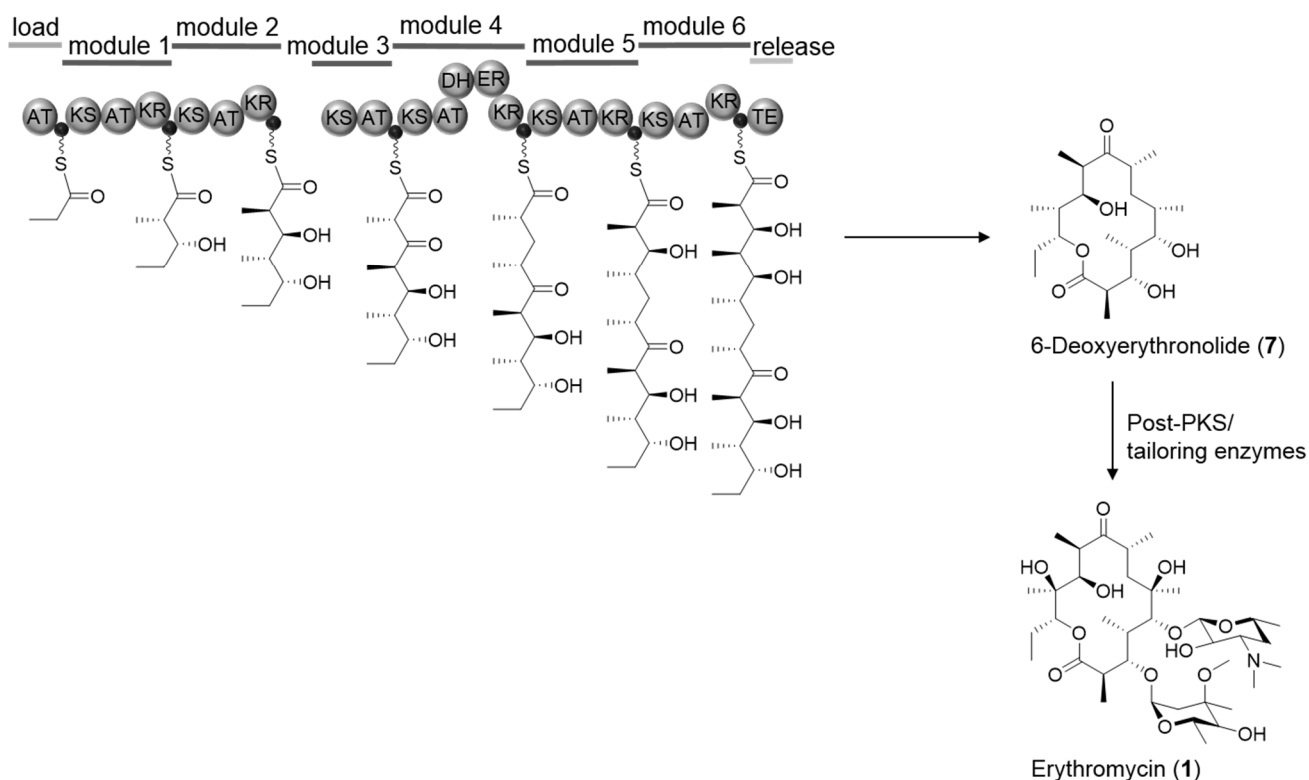 load
module 1
module 2
module 3
module 4
module 5
module 6
release
AT KS AT KR KS AT KR
KS AT KS AT DH ER KR KS AT KR KS AT KR TE
S S S S S S S
O
O
OH
O
OH
OH
O
O
OH
OH
O
O
OH
OH
O
OH
O
OH
OH
O
OH
OH
O
OH
OH
O
OH
O
O
OH
OH
6-Deoxyerythronolide (7)
Post-PKS/
tailoring enzymes
O
HO
OH
OH
O
O
O
O
HO
N
O
O
O
OH
Erythromycin (1)